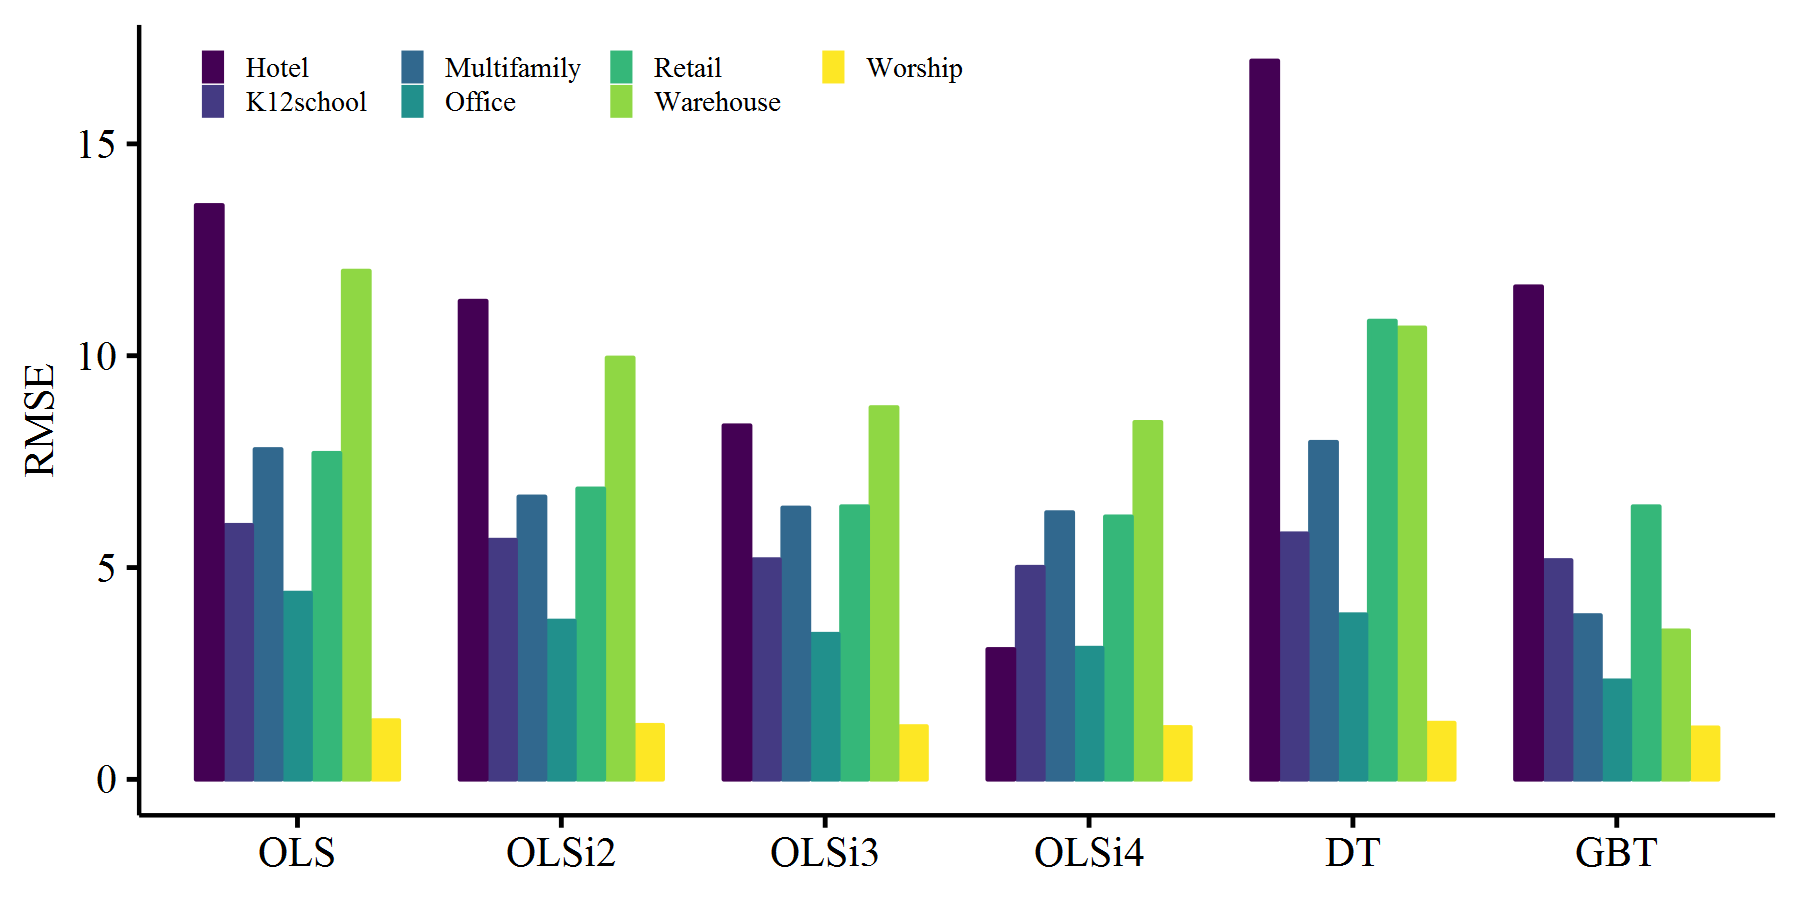 Hotel Multifamily Retail Worship
K12school Office Warehouse
15
10
5
0
RMSE
OLS OLSi2 OLSi3 OLSi4 DT GBT